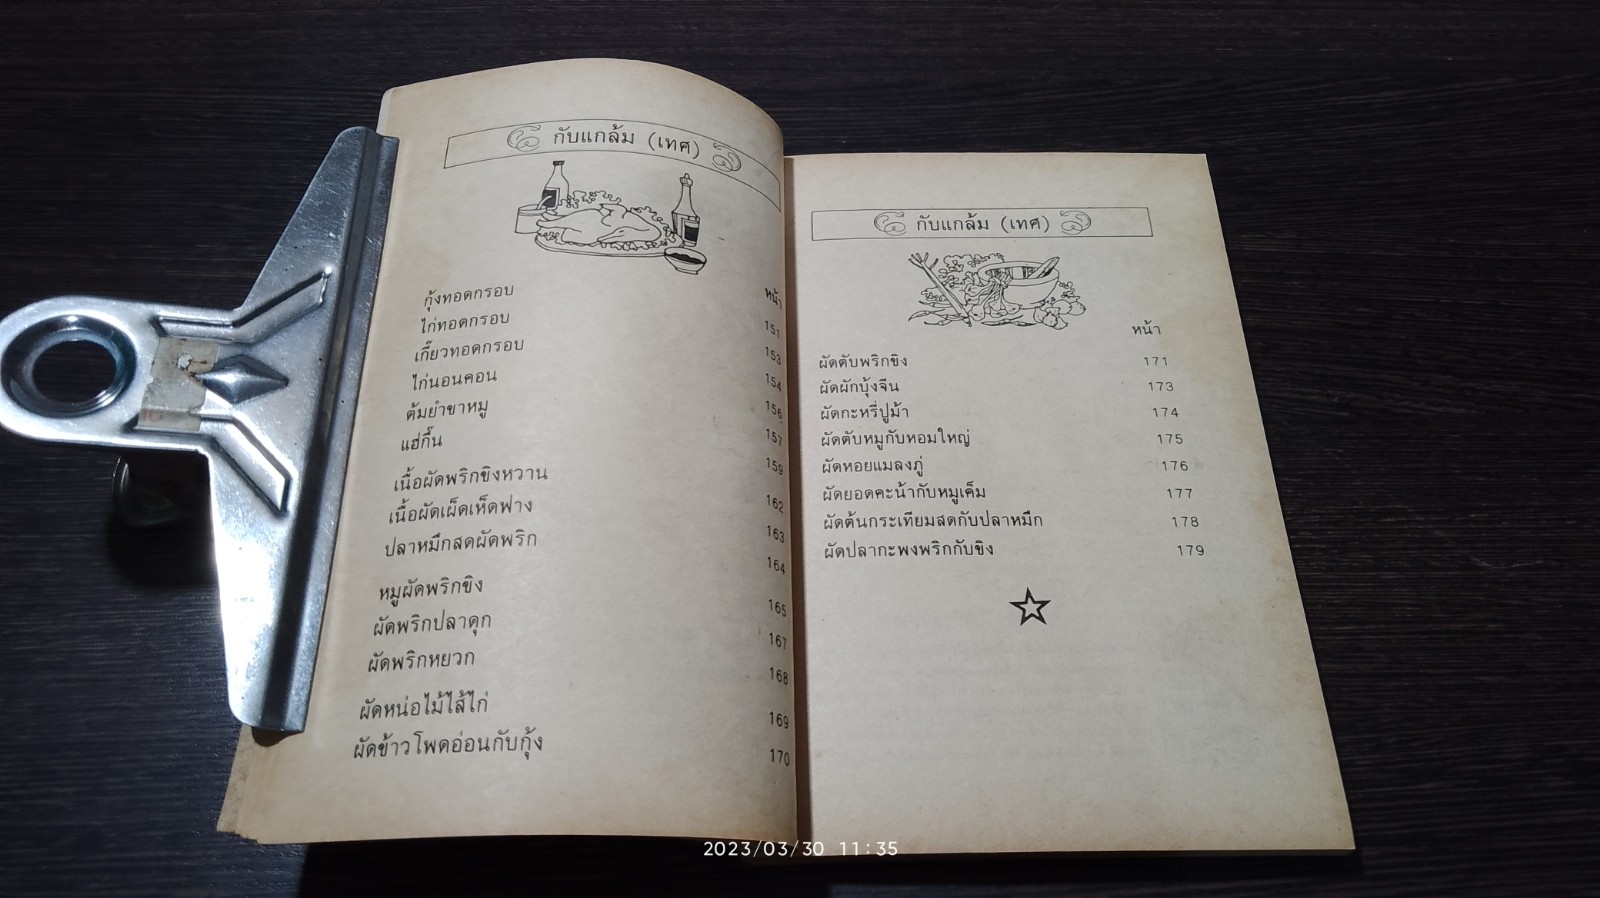 กับแกล้ม (เทศ)
หน้า
กุ้งทอดกรอบ 151
ไก่ทอดกรอบ 153
เกี๊ยวทอดกรอบ 154
ไก่นอนคอน 156
ต้มยำขาหมู 157
แฮ่กึ๊น 159
เนื้อผัดพริกขิงหวาน 162
เนื้อผัดเผ็ดเห็ดฟาง 163
ปลาหมึกสดผัดพริก 164
หมูผัดพริกขิง 165
ผัดพริกปลาดุก 167
ผัดพริกหยวก 168
ผัดหน่อไม้ไส้ไก่ 169
ผัดข้าวโพดอ่อนกับกุ้ง 170
กับแกล้ม (เทศ)
หน้า
ผัดตับพริกขิง 171
ผัดผักบุ้งจีน 173
ผัดกะหรี่ปูม้า 174
ผัดตับหมูกับหอมใหญ่ 175
ผัดหอยแมลงภู่ 176
ผัดยอดคะน้ากับหมูเค็ม 177
ผัดต้นกระเทียมสดกับปลาหมึก 178
ผัดปลากะพงพริกกับขิง 179
2023/03/30 11:35